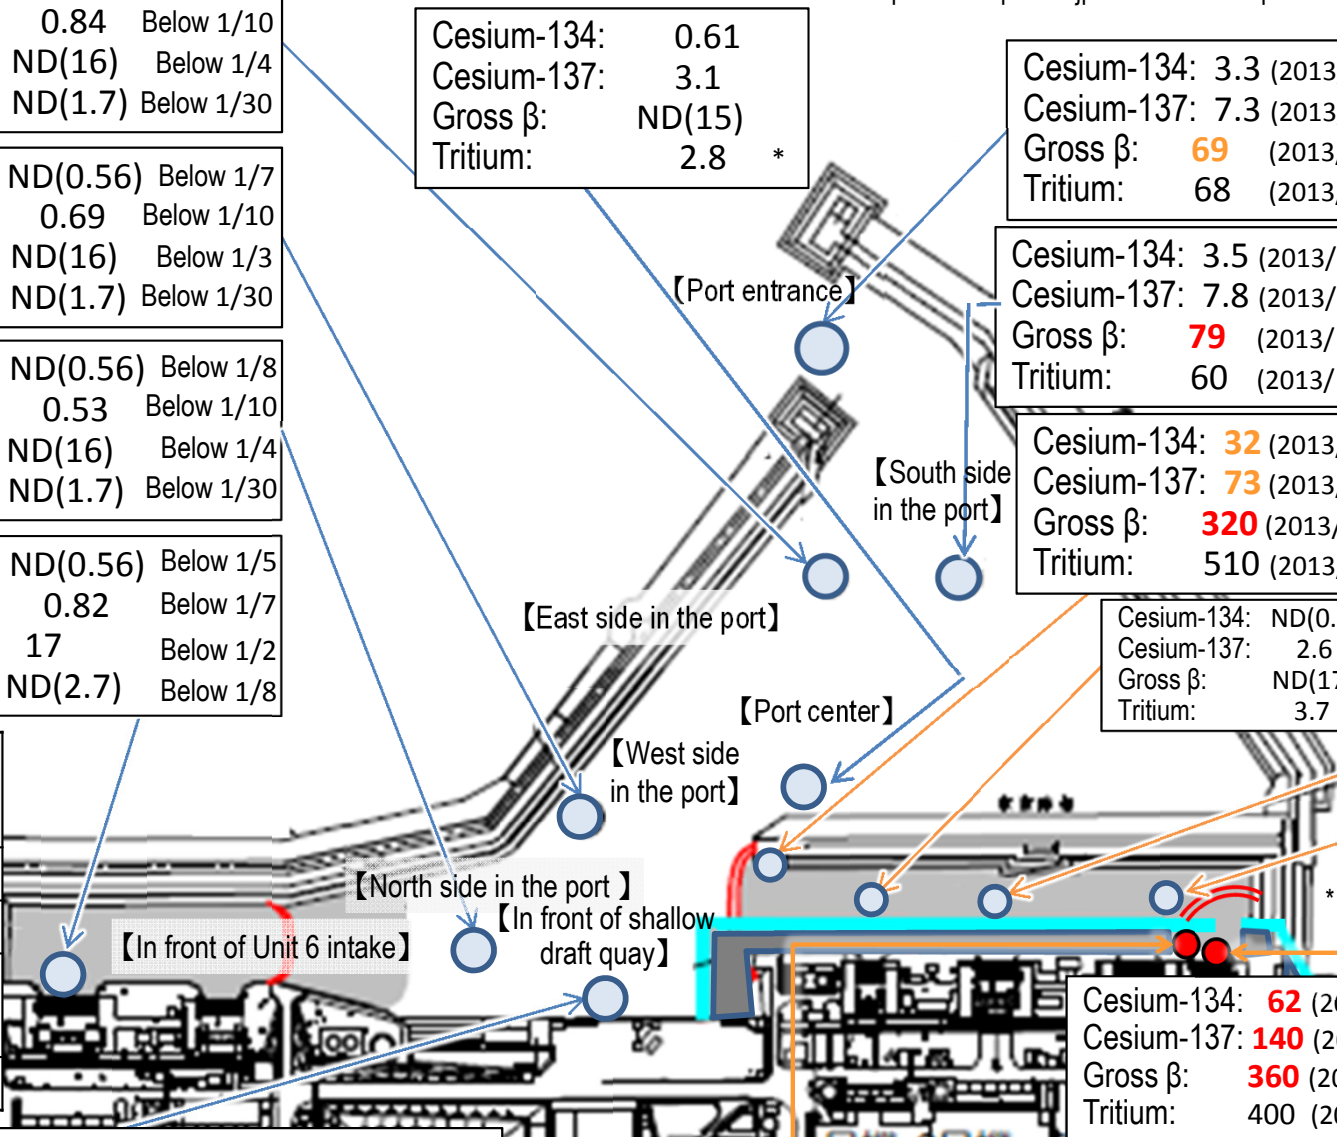 0.84 Below 1/10
ND(16) Below 1/4
ND(1.7) Below 1/30
ND(0.56) Below 1/7
0.69 Below 1/10
ND(16) Below 1/3
ND(1.7) Below 1/30
ND(0.56) Below 1/8
0.53 Below 1/10
ND(16) Below 1/4
ND(1.7) Below 1/30
ND(0.56) Below 1/5
0.82 Below 1/7
17 Below 1/2
ND(2.7) Below 1/8
Cesium-134: 0.61
Cesium-137: 3.1
Gross β: ND(15)
Tritium: 2.8 *
Cesium-134: 3.3 (2013
Cesium-137: 7.3 (2013
Gross β: 69 (2013/
Tritium: 68 (2013/
Cesium-134: 3.5 (2013/
Cesium-137: 7.8 (2013/
Gross β: 79 (2013/
Tritium: 60 (2013/
Cesium-134: 32 (2013/
Cesium-137: 73 (2013/
Gross β: 320 (2013/
Tritium: 510 (2013/
Cesium-134: ND(0.
Cesium-137: 2.6
Gross β: ND(17
Tritium: 3.7
【Port entrance】
【South side
in the port】
【East side in the port】
【Port center】
【West side
in the port】
【North side in the port 】
【In front of shallow
draft quay】
【In front of Unit 6 intake】
*
Cesium-134: 62 (20
Cesium-137: 140 (20
Gross β: 360 (20
Tritium: 400 (20